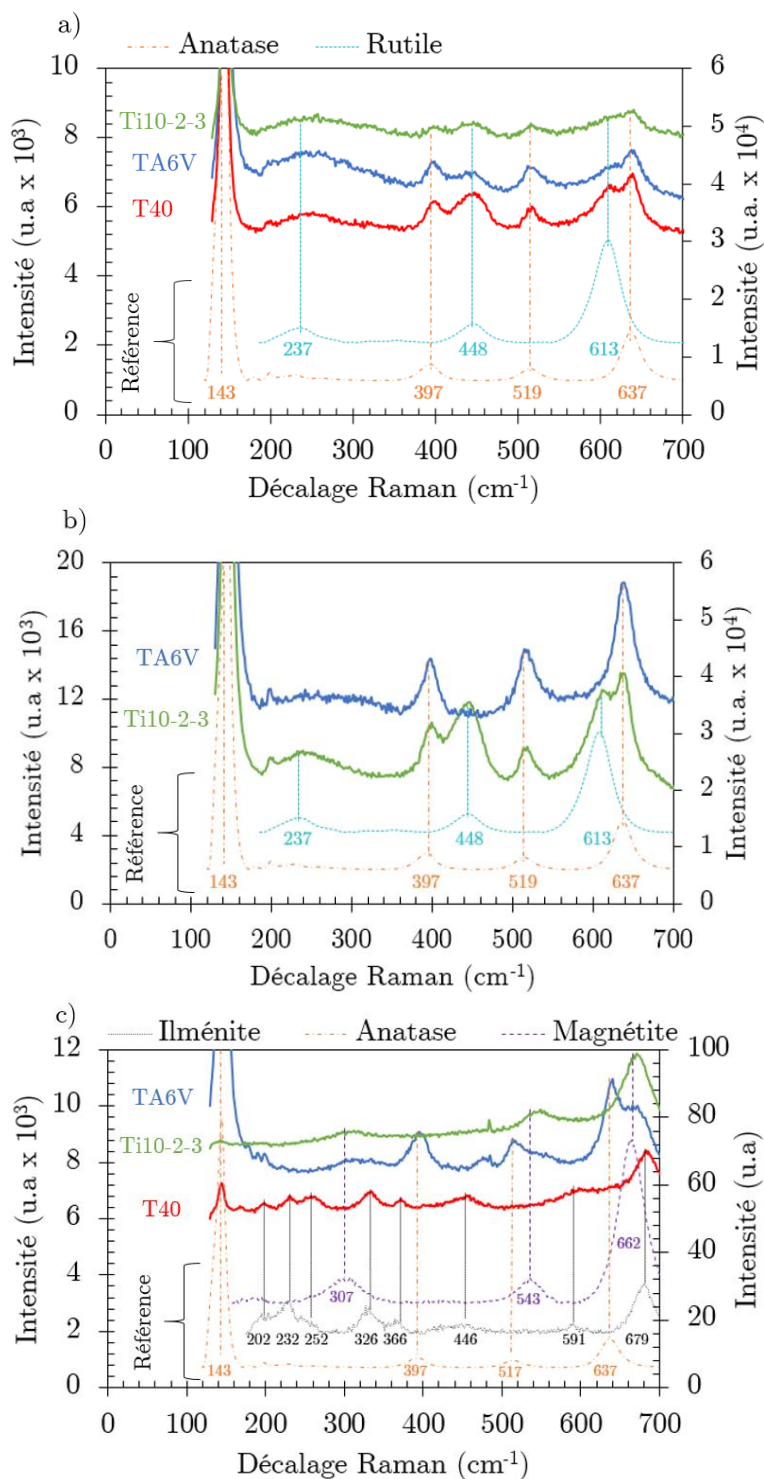 a)
Anatase Rutile
10 8 6 4 2 0
Intensité (u.a x 10³)
Ti10-2-3
TA6V
T40
Référence
237 448 613
143 397 519 637
6 5 4 3 2 1 0
Intensité (u.a. x 10⁴)
0 100 200 300 400 500 600 700
Décalage Raman (cm⁻¹)
b)
20 16 12 8 4 0
Intensité (u.a x 10³)
TA6V
Ti10-2-3
Référence
237 448 613
143 397 519 637
6 5 4 3 2 1 0
Intensité (u.a. x 10⁴)
0 100 200 300 400 500 600 700
Décalage Raman (cm⁻¹)
c)
Ilménite Anatase Magnétite
12 10 8 6 4 2 0
Intensité (u.a x 10³)
TA6V
Ti10-2-3
T40
Référence
307 543 662
202 232 252 326 366 446 591 679
143 397 517 637
100 80 60 40 20 0
Intensité (u.a)
0 100 200 300 400 500 600 700
Décalage Raman (cm⁻¹)